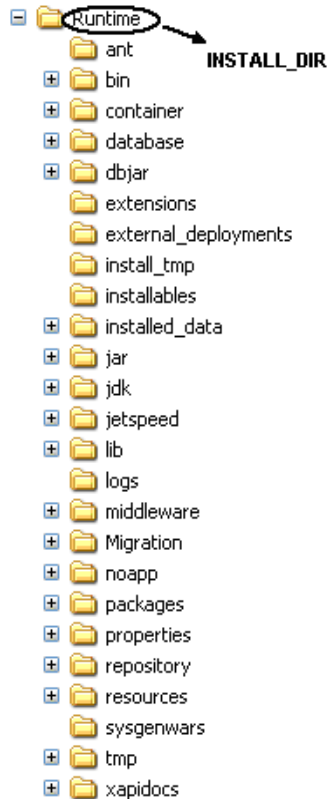 Runtime
INSTALL_DIR
ant
bin
container
database
dbjar
extensions
external_deployments
install_tmp
installables
installed_data
jar
jdk
jetspeed
lib
logs
middleware
Migration
noapp
packages
properties
repository
resources
sysgenwars
tmp
xapidocs